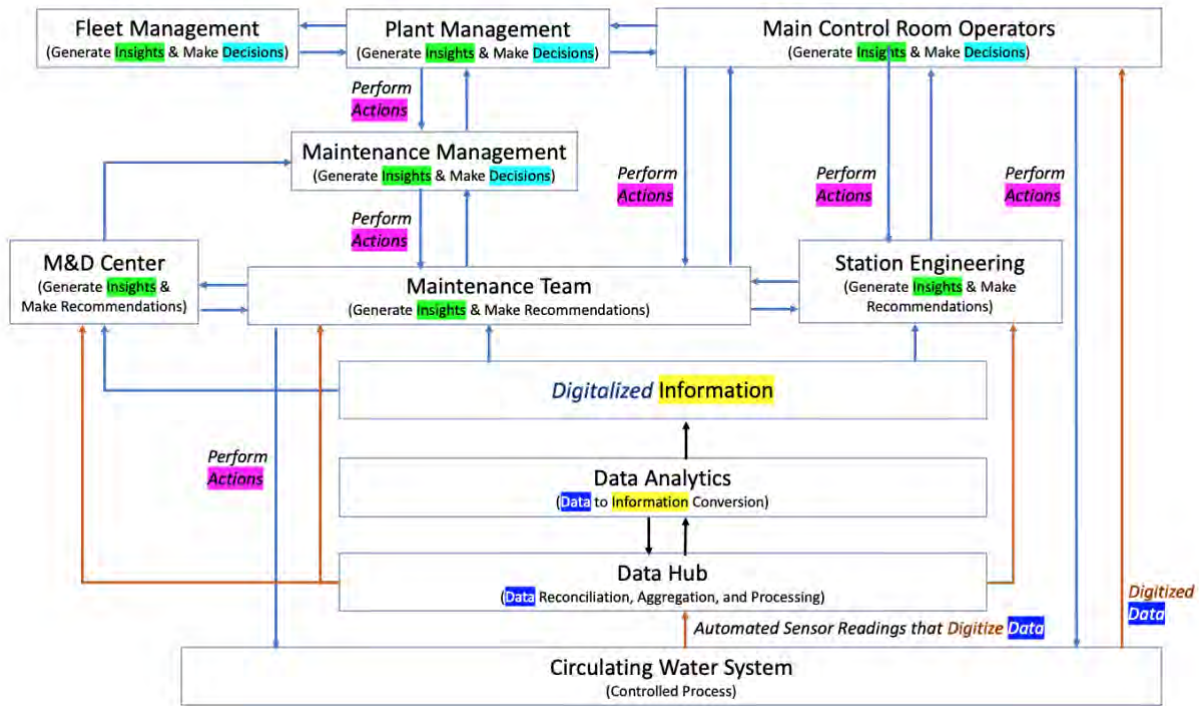 Fleet Management
(Generate Insights & Make Decisions)
Plant Management
(Generate Insights & Make Decisions)
Main Control Room Operators
(Generate Insights & Make Decisions)
Perform
Actions
Maintenance Management
(Generate Insights & Make Decisions)
Perform
Actions
Perform
Actions
Perform
Actions
Perform
Actions
M&D Center
(Generate Insights &
Make Recommendations)
Maintenance Team
(Generate Insights & Make Recommendations)
Station Engineering
(Generate Insights & Make
Recommendations)
Digitalized Information
Perform
Actions
Data Analytics
(Data to Information Conversion)
Data Hub
(Data Reconciliation, Aggregation, and Processing)
Automated Sensor Readings that Digitize Data
Digitized
Data
Circulating Water System
(Controlled Process)